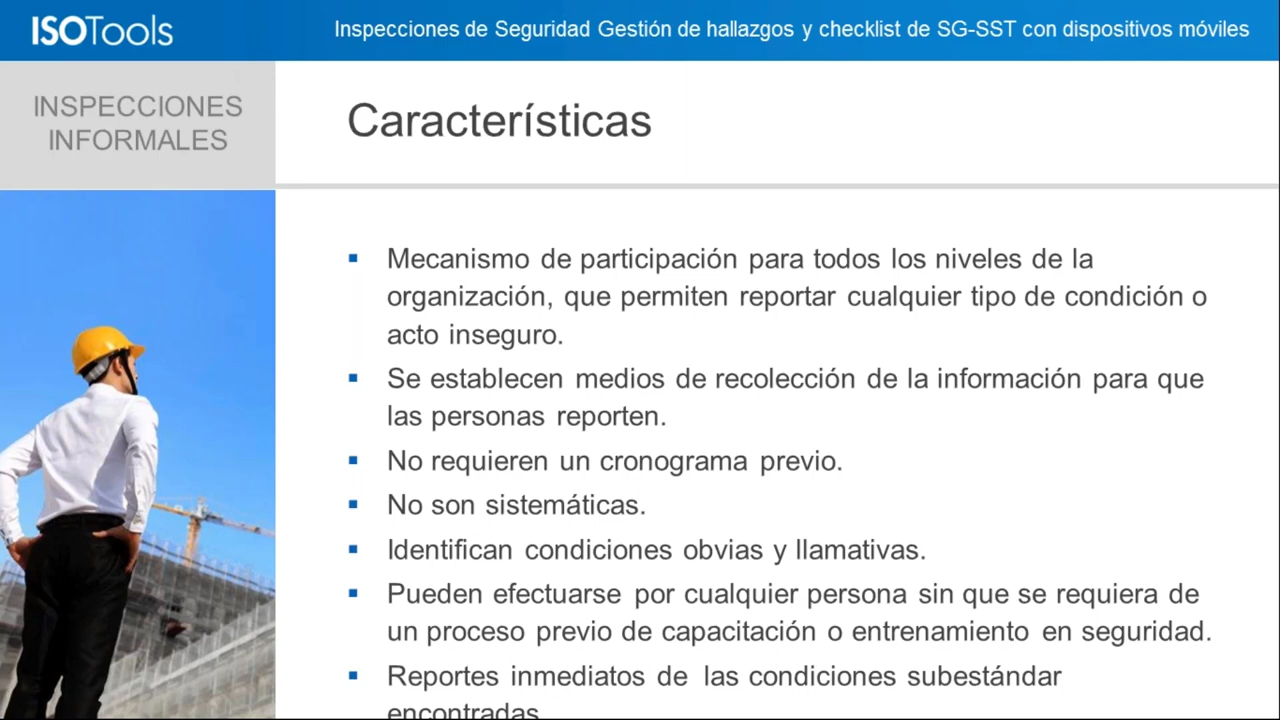 ISOTools
Inspecciones de Seguridad Gestión de hallazgos y checklist de SG-SST con dispositivos móviles
INSPECCIONES
INFORMALES
Características
▪ Mecanismo de participación para todos los niveles de la
organización, que permiten reportar cualquier tipo de condición o
acto inseguro.
▪ Se establecen medios de recolección de la información para que
las personas reporten.
▪ No requieren un cronograma previo.
▪ No son sistemáticas.
▪ Identifican condiciones obvias y llamativas.
▪ Pueden efectuarse por cualquier persona sin que se requiera de
un proceso previo de capacitación o entrenamiento en seguridad.
▪ Reportes inmediatos de las condiciones subestándar
encontradas